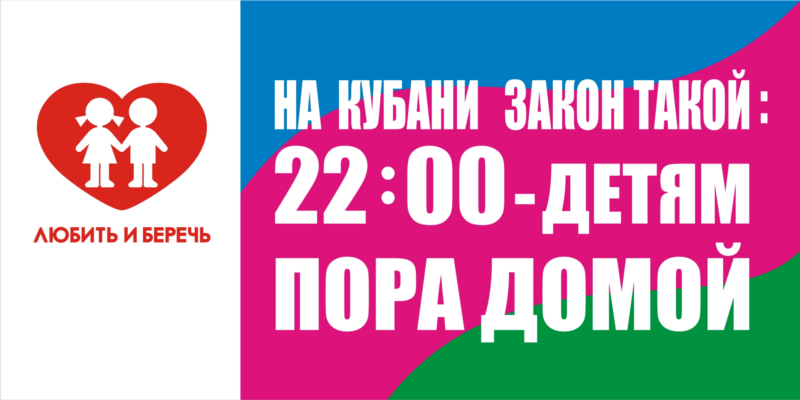 ЛЮБИТЬ И БЕРЕЧЬ
НА КУБАНИ ЗАКОН ТАКОЙ:
22:00-ДЕТЯМ
ПОРА ДОМОЙ